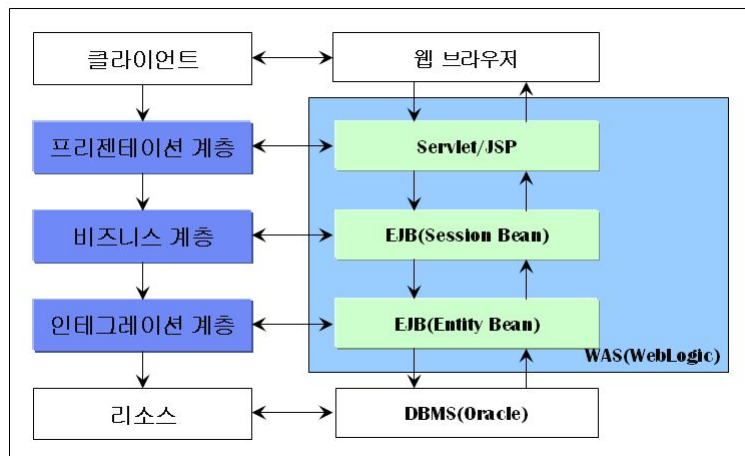 클라이언트
웹 브라우저
프리젠테이션 계층
Servlet/JSP
비즈니스 계층
EJB(Session Bean)
인테그레이션 계층
EJB(Entity Bean)
WAS(WebLogic)
리소스
DBMS(Oracle)